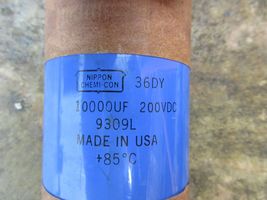 NIPPON
CHEMI-CON 36DY
10000UF 200VDC
9309L
MADE IN USA
+85°C